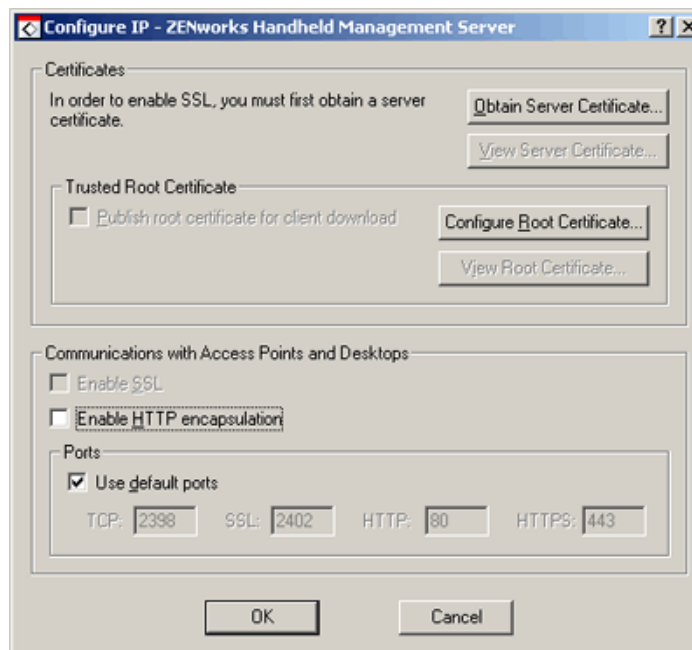 Configure IP - ZENworks Handheld Management Server
Certificates
In order to enable SSL, you must first obtain a server
certificate.
Obtain Server Certificate...
View Server Certificate...
Trusted Root Certificate
Publish root certificate for client download
Configure Root Certificate...
View Root Certificate...
Communications with Access Points and Desktops
Enable SSL
Enable HTTP encapsulation
Ports
Use default ports
TCP: 2398 SSL: 2402 HTTP: 80 HTTPS: 443
OK Cancel